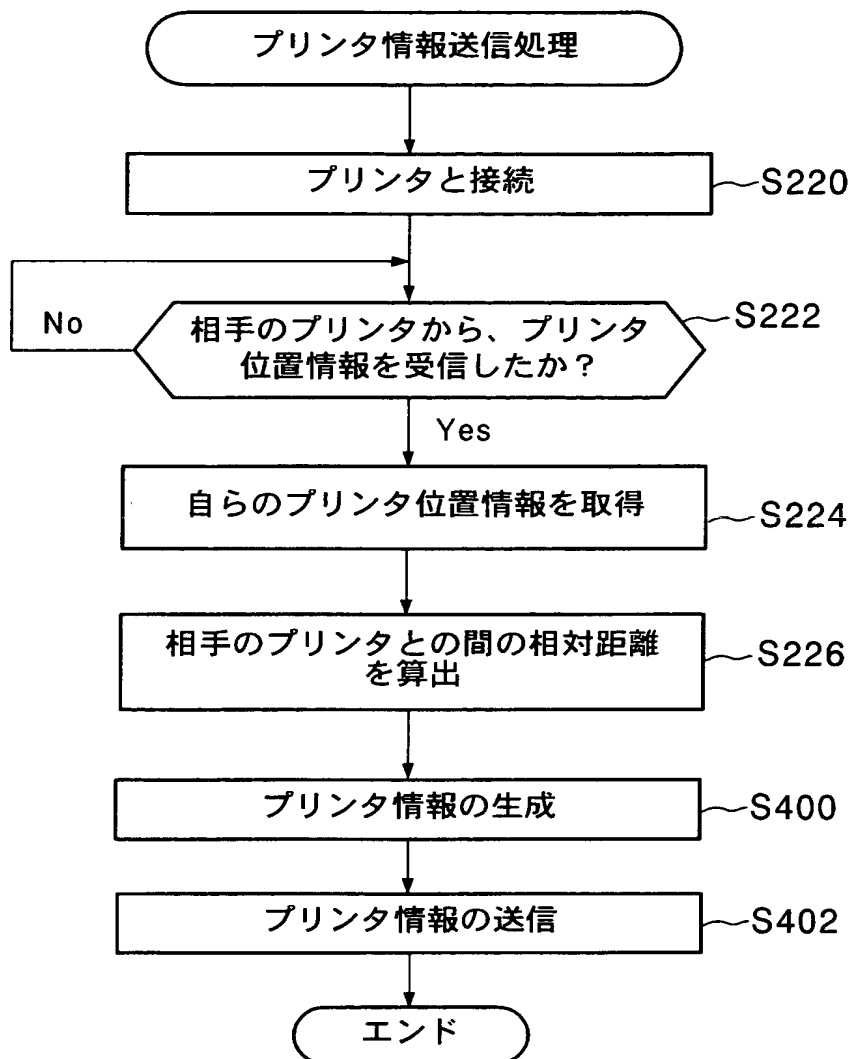 プリンタ情報送信処理
プリンタと接続
S220
No
相手のプリンタから、プリンタ
位置情報を受信したか？
S222
Yes
自らのプリンタ位置情報を取得
S224
相手のプリンタとの間の相対距離
を算出
S226
プリンタ情報の生成
S400
プリンタ情報の送信
S402
エンド